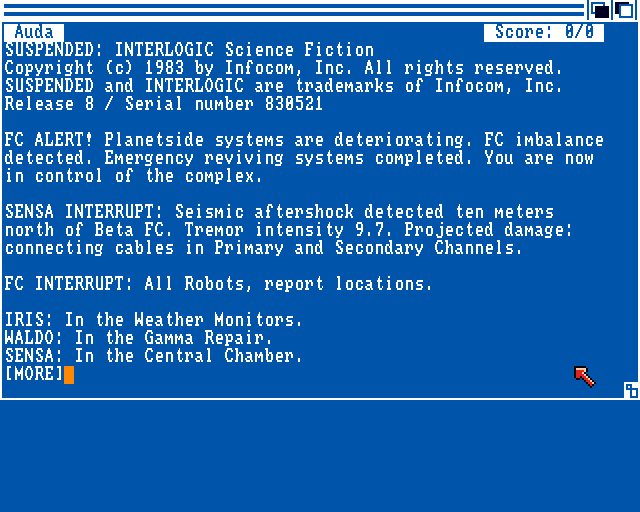 Auda Score: 0/0
SUSPENDED: INTERLOGIC Science Fiction
Copyright (c) 1983 by Infocom, Inc. All rights reserved.
SUSPENDED and INTERLOGIC are trademarks of Infocom, Inc.
Release 8 / Serial number 830521
FC ALERT! Planetside systems are deteriorating. FC imbalance
detected. Emergency reviving systems completed. You are now
in control of the complex.
SENSA INTERRUPT: Seismic aftershock detected ten meters
north of Beta FC. Tremor intensity 9.7. Projected damage:
connecting cables in Primary and Secondary Channels.
FC INTERRUPT: All Robots, report locations.
IRIS: In the Weather Monitors.
WALDO: In the Gamma Repair.
SENSA: In the Central Chamber.
[MORE]